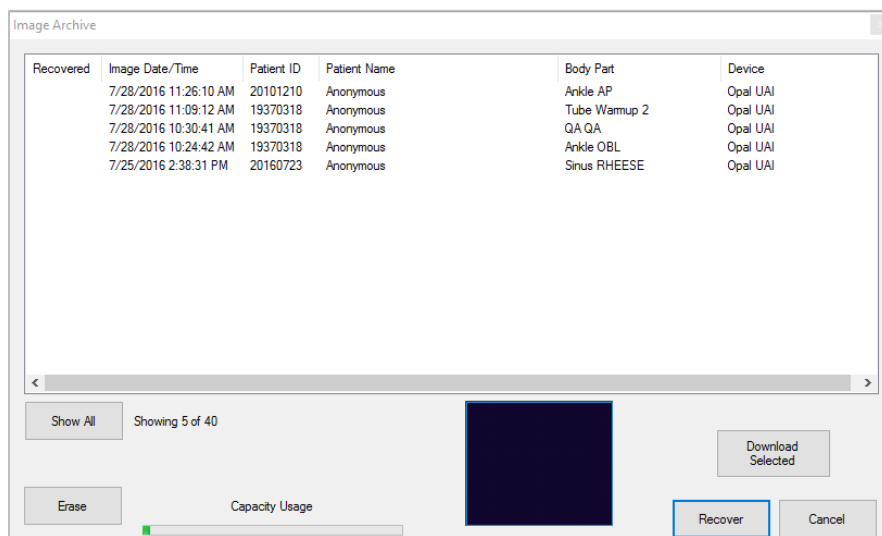 Image Archive
Recovered Image Date/Time Patient ID Patient Name Body Part Device
7/28/2016 11:26:10 AM 20101210 Anonymous Ankle AP Opal UAI
7/28/2016 11:09:12 AM 19370318 Anonymous Tube Warmup 2 Opal UAI
7/28/2016 10:30:41 AM 19370318 Anonymous QA QA Opal UAI
7/28/2016 10:24:42 AM 19370318 Anonymous Ankle OBL Opal UAI
7/25/2016 2:38:31 PM 20160723 Anonymous Sinus RHEESE Opal UAI
Show All Showing 5 of 40
Download
Selected
Erase Capacity Usage
Recover Cancel